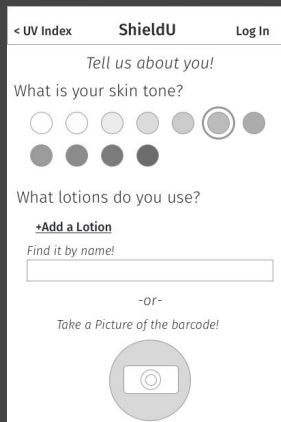 < UV Index ShieldU Log In
Tell us about you!
What is your skin tone?
What lotions do you use?
+Add a Lotion
Find it by name!
-or-
Take a Picture of the barcode!